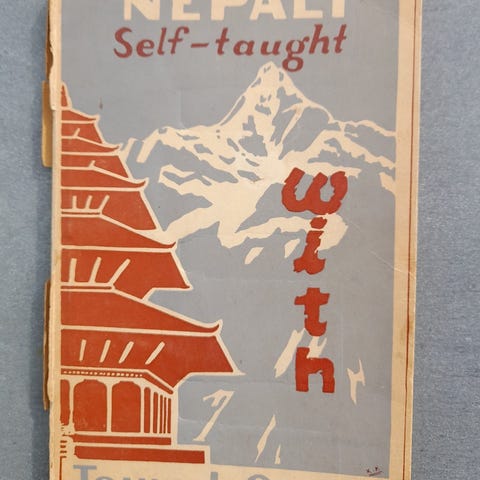 NEPALI
Self-taught
with
K.P.